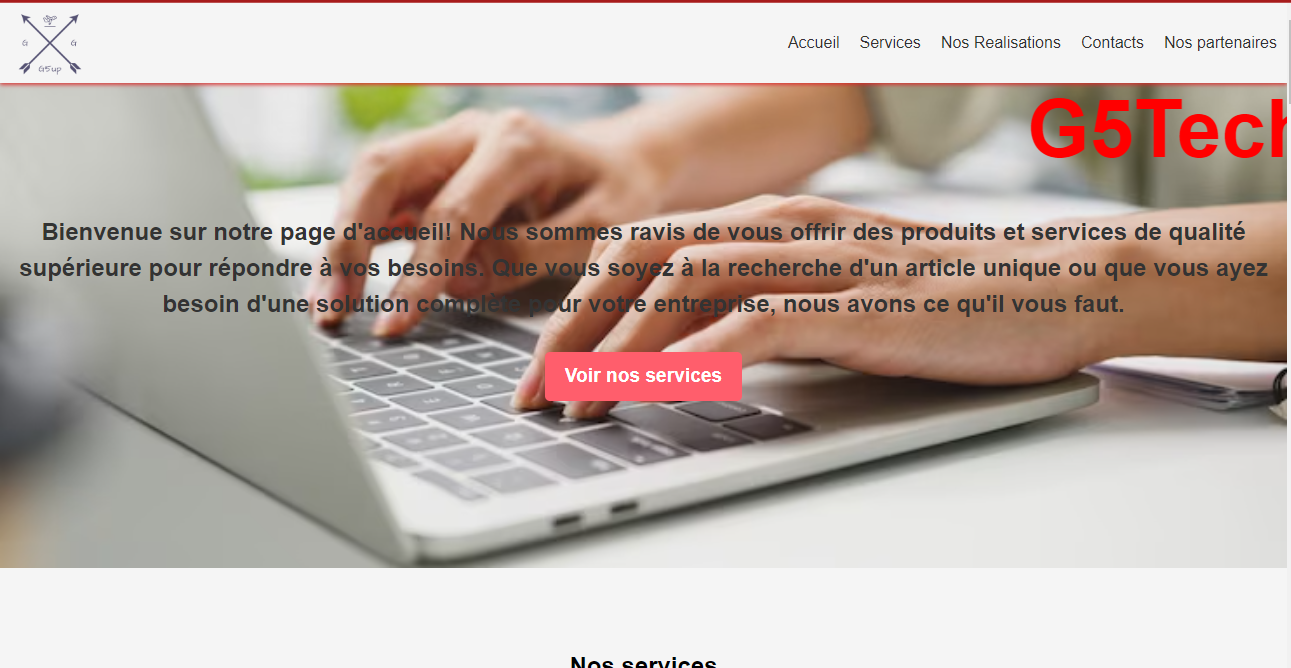 G G
G5up
Accueil Services Nos Realisations Contacts Nos partenaires
G5Tech
Bienvenue sur notre page d'accueil! Nous sommes ravis de vous offrir des produits et services de qualité
supérieure pour répondre à vos besoins. Que vous soyez à la recherche d'un article unique ou que vous ayez
besoin d'une solution complète pour votre entreprise, nous avons ce qu'il vous faut.
Voir nos services
Nos services